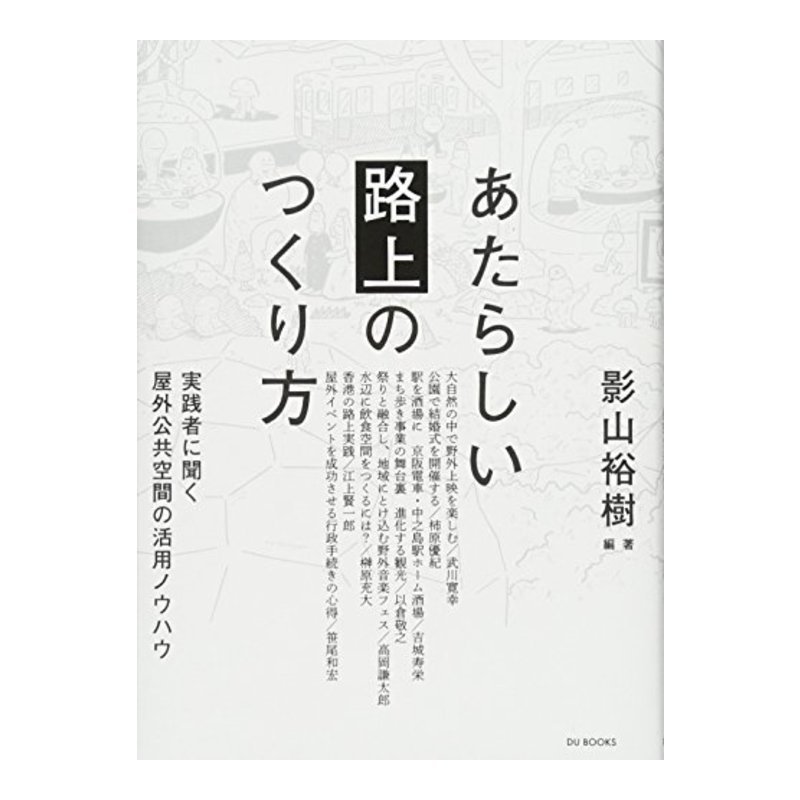 影山裕樹
編著
あたらしい
路上の
つくり方
大自然の中で野外上映を楽しむ／武川寛幸
公園で結婚式を開催する／柿原優紀
駅を酒場に 京阪電車・中之島駅ホーム酒場／吉城寿栄
まち歩き事業の舞台裏 進化する観光／以倉敬之
祭りと融合し、地域にとけ込む野外音楽フェス／高岡謙太郎
水辺に飲食空間をつくるには？／榊原充大
香港の路上実践／江上賢一郎
屋外イベントを成功させる行政手続きの心得／笹尾和宏
実践者に聞く
屋外公共空間の活用ノウハウ
DU BOOKS